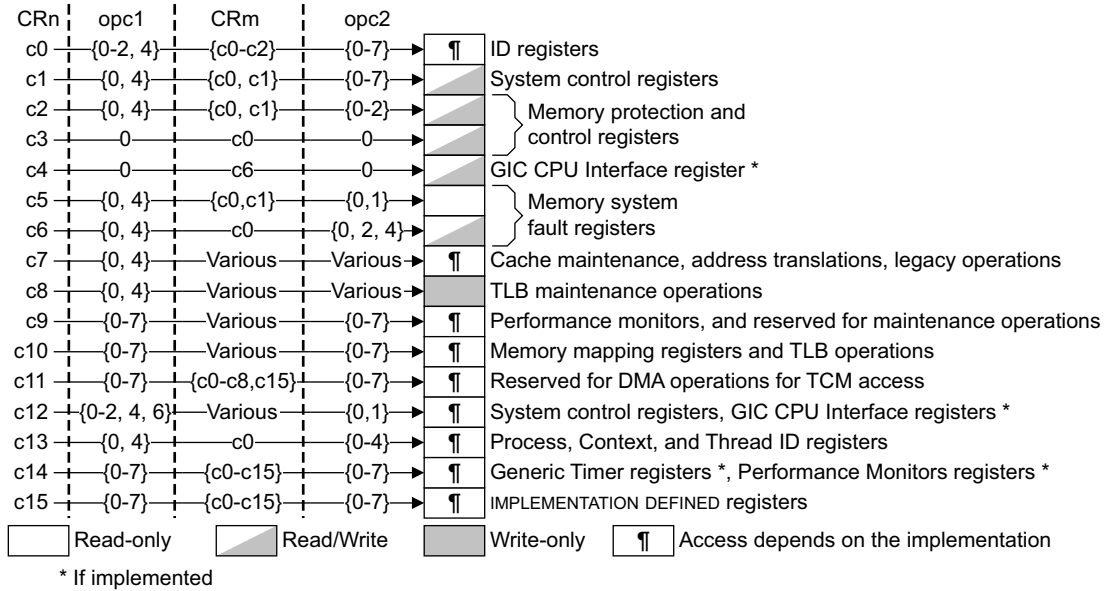 CRn opc1 CRm opc2
c0 {0-2, 4} {c0-c2} {0-7} ¶ ID registers
c1 {0, 4} {c0, c1} {0-7} System control registers
c2 {0, 4} {c0, c1} {0-2} Memory protection and
c3 0 c0 0 control registers
c4 0 c6 0 GIC CPU Interface register *
c5 {0, 4} {c0,c1} {0,1} Memory system
c6 {0, 4} c0 {0, 2, 4} fault registers
c7 {0, 4} Various Various ¶ Cache maintenance, address translations, legacy operations
c8 {0, 4} Various Various TLB maintenance operations
c9 {0-7} Various {0-7} ¶ Performance monitors, and reserved for maintenance operations
c10 {0-7} Various {0-7} ¶ Memory mapping registers and TLB operations
c11 {0-7} {c0-c8,c15} {0-7} ¶ Reserved for DMA operations for TCM access
c12 {0-2, 4, 6} Various {0,1} ¶ System control registers, GIC CPU Interface registers *
c13 {0, 4} c0 {0-4} ¶ Process, Context, and Thread ID registers
c14 {0-7} {c0-c15} {0-7} ¶ Generic Timer registers *, Performance Monitors registers *
c15 {0-7} {c0-c15} {0-7} ¶ IMPLEMENTATION DEFINED registers
Read-only Read/Write Write-only ¶ Access depends on the implementation
* If implemented